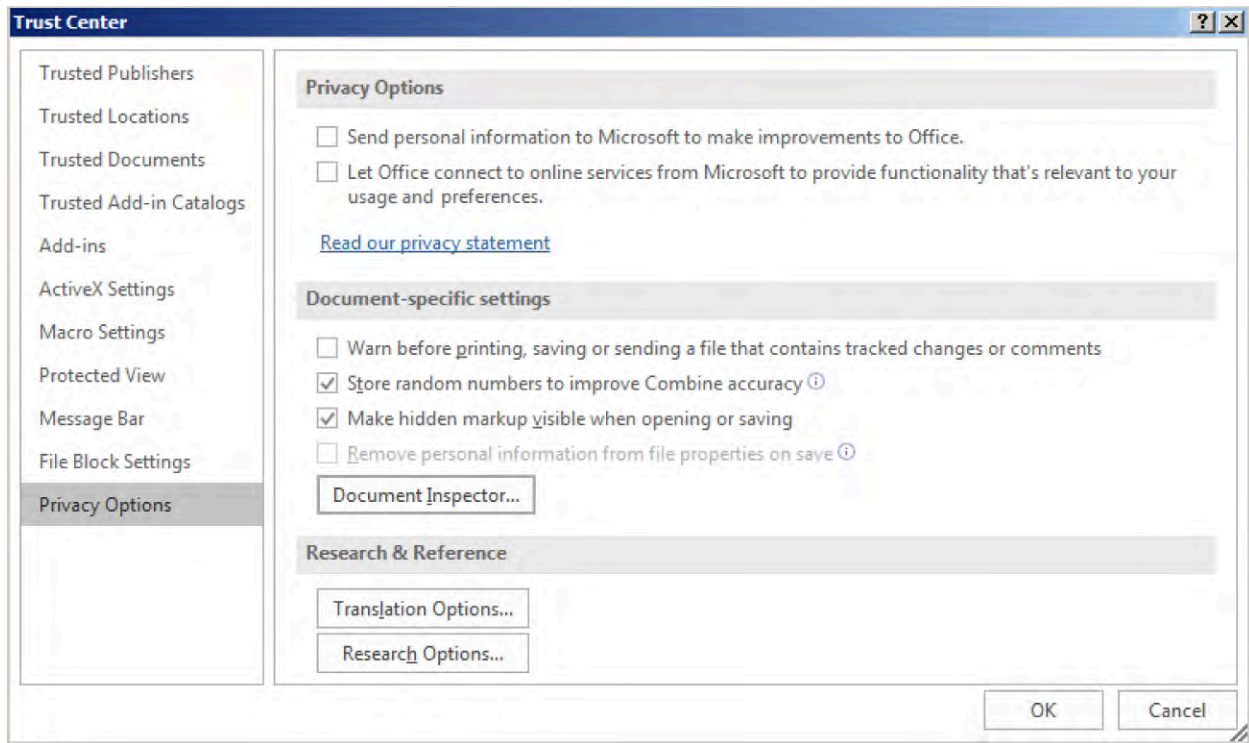 Trust Center
Trusted Publishers
Trusted Locations
Trusted Documents
Trusted Add-in Catalogs
Add-ins
ActiveX Settings
Macro Settings
Protected View
Message Bar
File Block Settings
Privacy Options
Privacy Options
Send personal information to Microsoft to make improvements to Office.
Let Office connect to online services from Microsoft to provide functionality that's relevant to your
usage and preferences.
Read our privacy statement
Document-specific settings
Warn before printing, saving or sending a file that contains tracked changes or comments
Store random numbers to improve Combine accuracy
Make hidden markup visible when opening or saving
Remove personal information from file properties on save
Document Inspector...
Research & Reference
Translation Options...
Research Options...
OK
Cancel